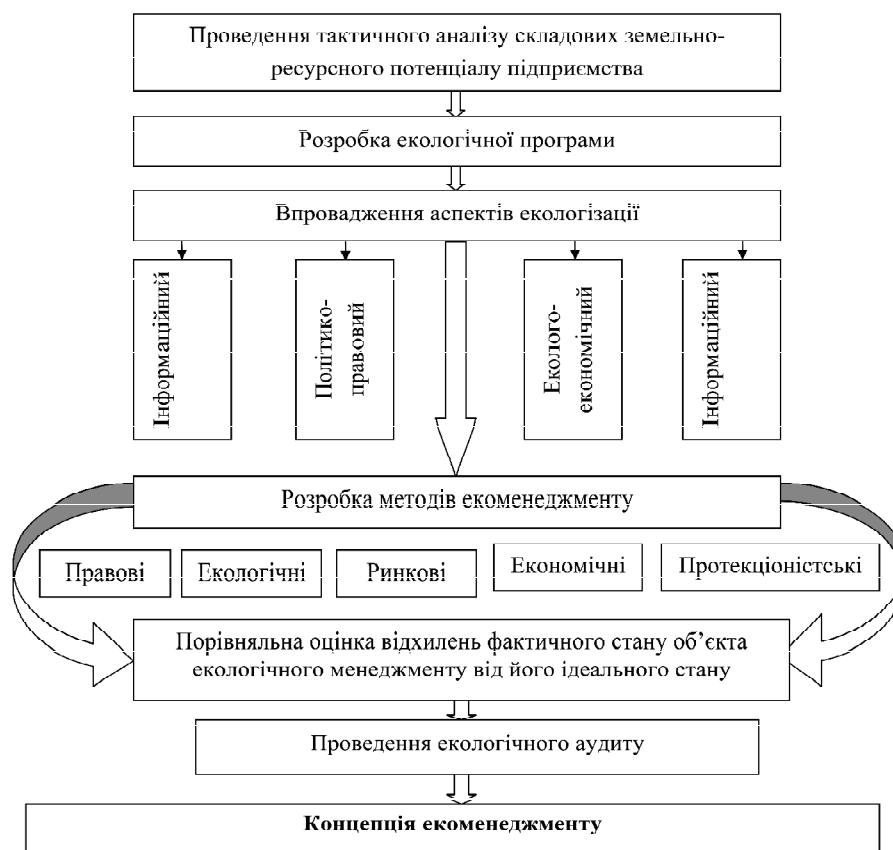 Проведення тактичного аналізу складових земельно-
ресурсного потенціалу підприємства
Розробка екологічної програми
Впровадження аспектів екологізації
Інформаційний
Політико-
правовий
Еколого-
економічний
Інформаційний
Розробка методів екоменеджменту
Правові
Екологічні
Ринкові
Економічні
Протекціоністські
Порівняльна оцінка відхилень фактичного стану об’єкта
екологічного менеджменту від його ідеального стану
Проведення екологічного аудиту
Концепція екоменеджменту